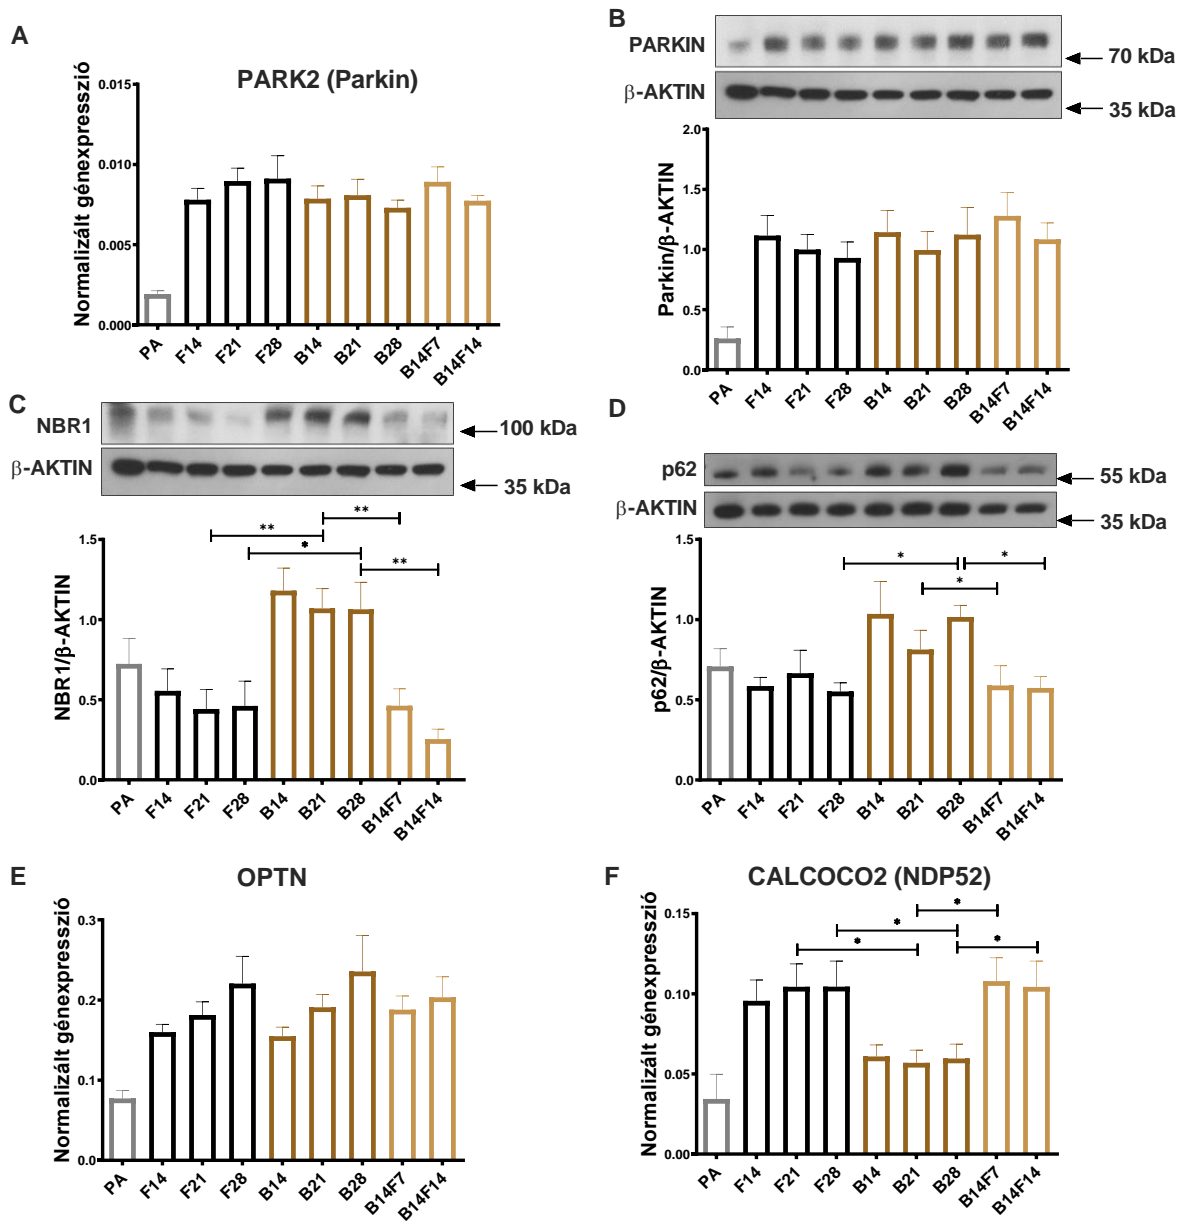 A
PARK2 (Parkin)
Normalizált génexpresszió
0.015
0.010
0.005
0.000
PA
F14
F21
F28
B14
B21
B28
B14F7
B14F14
B
PARKIN
70 kDa
β-AKTIN
35 kDa
Parkin/β-AKTIN
2.0
1.5
1.0
0.5
0.0
PA
F14
F21
F28
B14
B21
B28
B14F7
B14F14
C
NBR1
100 kDa
β-AKTIN
35 kDa
**
**
*
**
NBR1/β-AKTIN
1.5
1.0
0.5
0.0
PA
F14
F21
F28
B14
B21
B28
B14F7
B14F14
D
p62
55 kDa
β-AKTIN
35 kDa
*
*
*
p62/β-AKTIN
1.5
1.0
0.5
0.0
PA
F14
F21
F28
B14
B21
B28
B14F7
B14F14
E
OPTN
Normalizált génexpresszió
0.3
0.2
0.1
0.0
PA
F14
F21
F28
B14
B21
B28
B14F7
B14F14
F
CALCOCO2 (NDP52)
*
*
*
*
Normalizált génexpresszió
0.15
0.10
0.05
0.00
PA
F14
F21
F28
B14
B21
B28
B14F7
B14F14